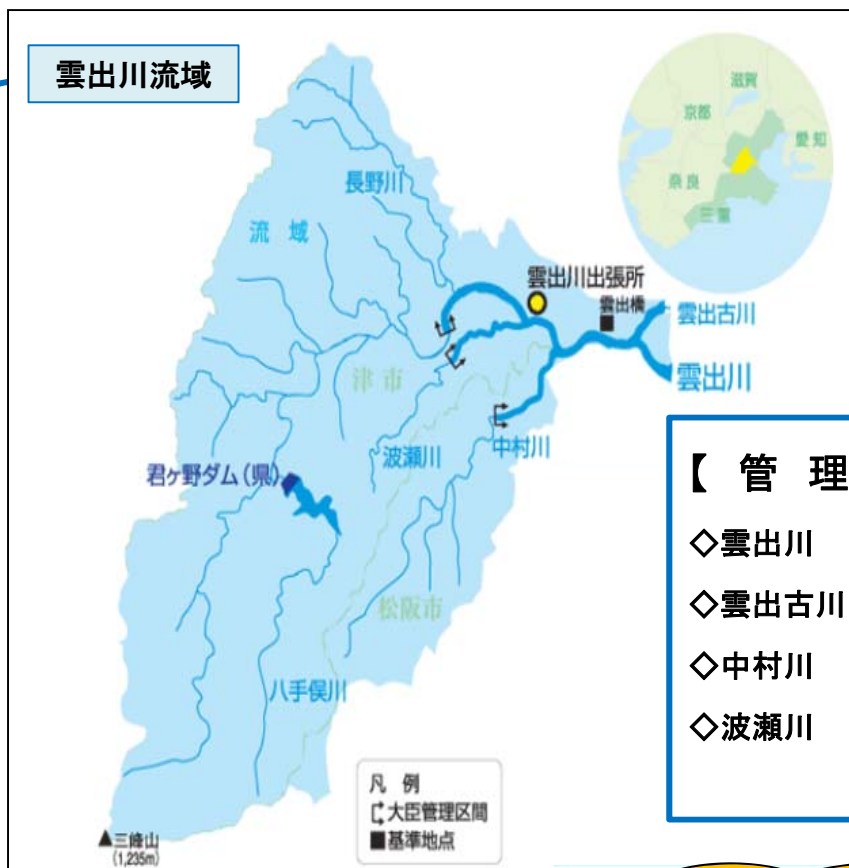 雲出川流域
滋賀
京都
愛知
奈良
三重
長野川
流域
雲出川出張所
雲出橋
雲出古川
津市
雲出川
波瀬川
中村川
君ヶ野ダム(県)
松阪市
八手俣川
【管理
◇雲出川
◇雲出古川
◇中村川
◇波瀬川
凡例
大臣管理区間
■基準地点
▲三峰山
(1,235m)